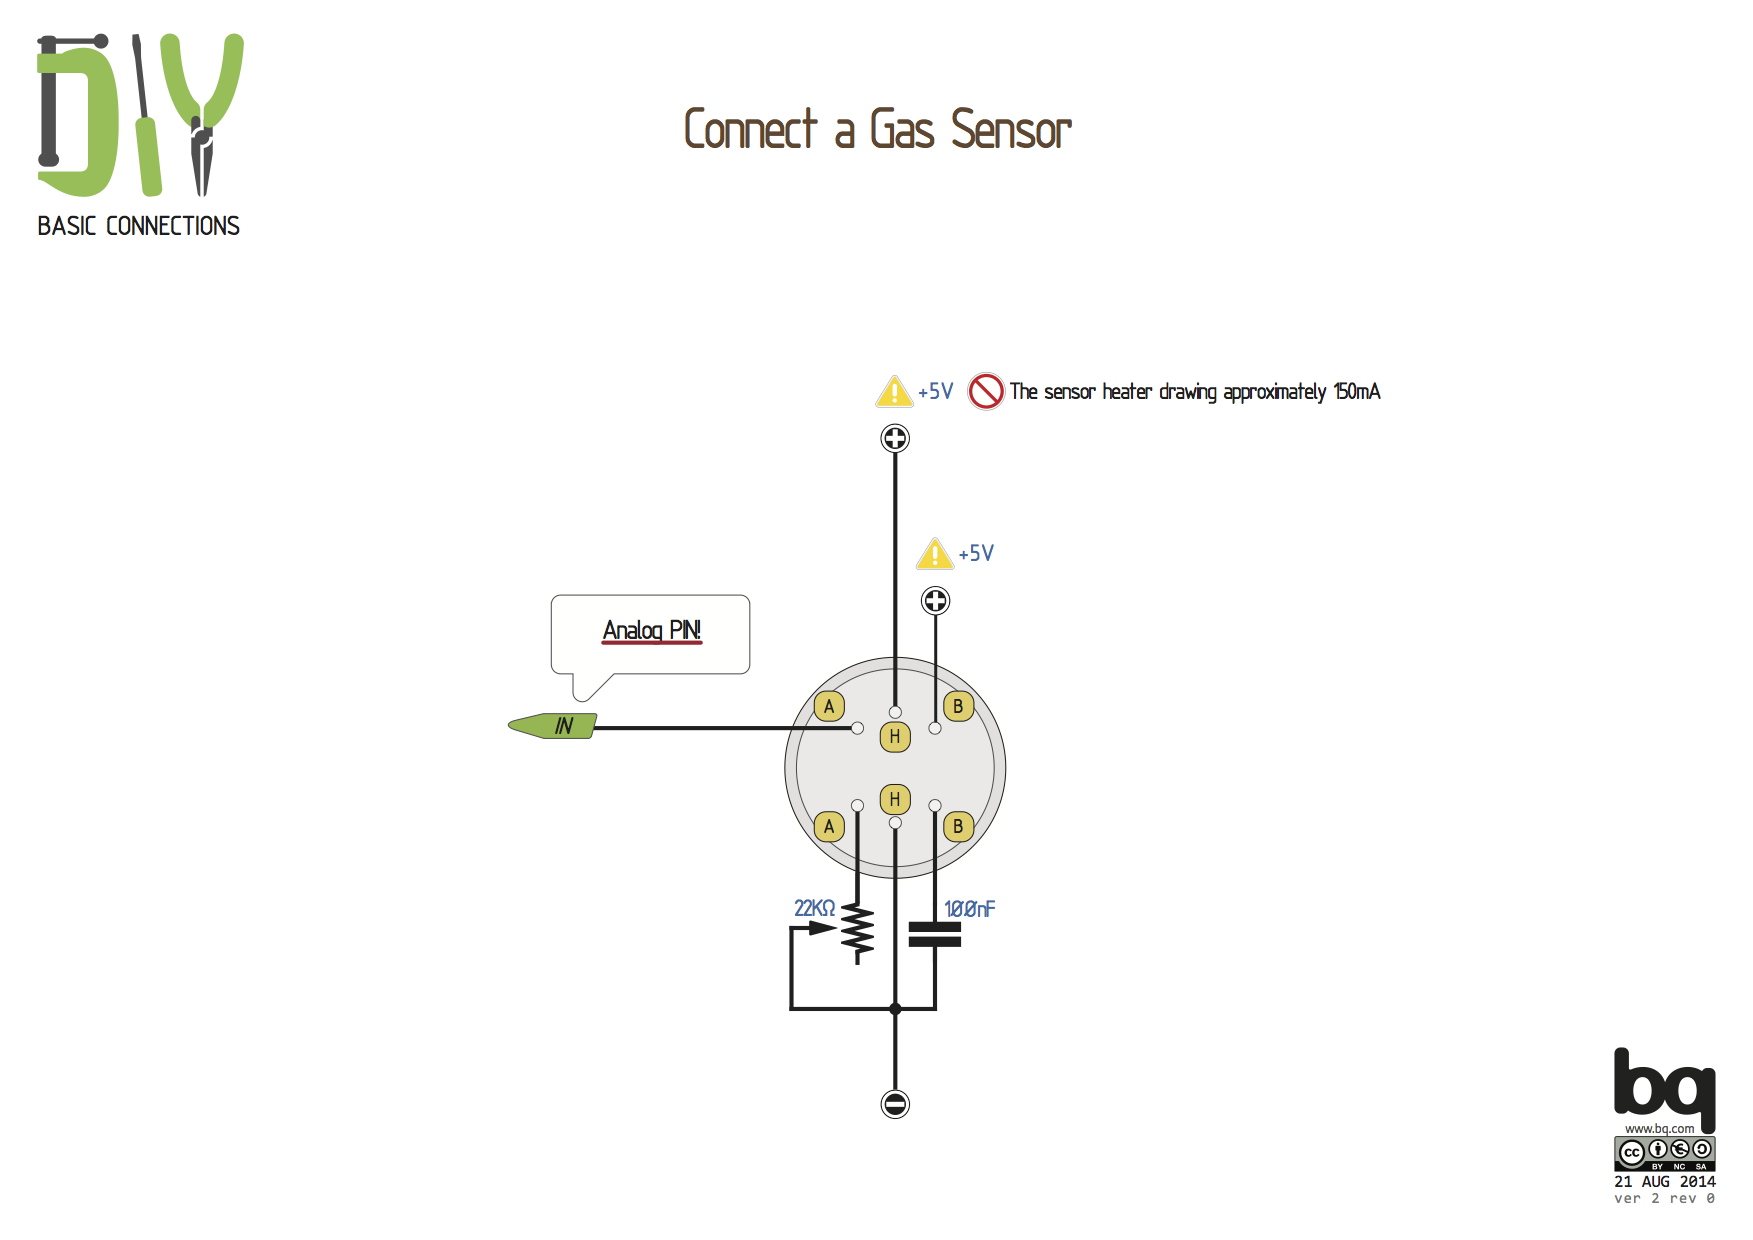 DIY
BASIC CONNECTIONS
Connect a Gas Sensor
+5V
The sensor heater drawing approximately 150mA
+5V
Analog PIN!
IN
A
H
B
A
H
B
22KΩ
100nF
bq
www.bq.com
cc
BY NC SA
21 AUG 2014
ver 2 rev 0